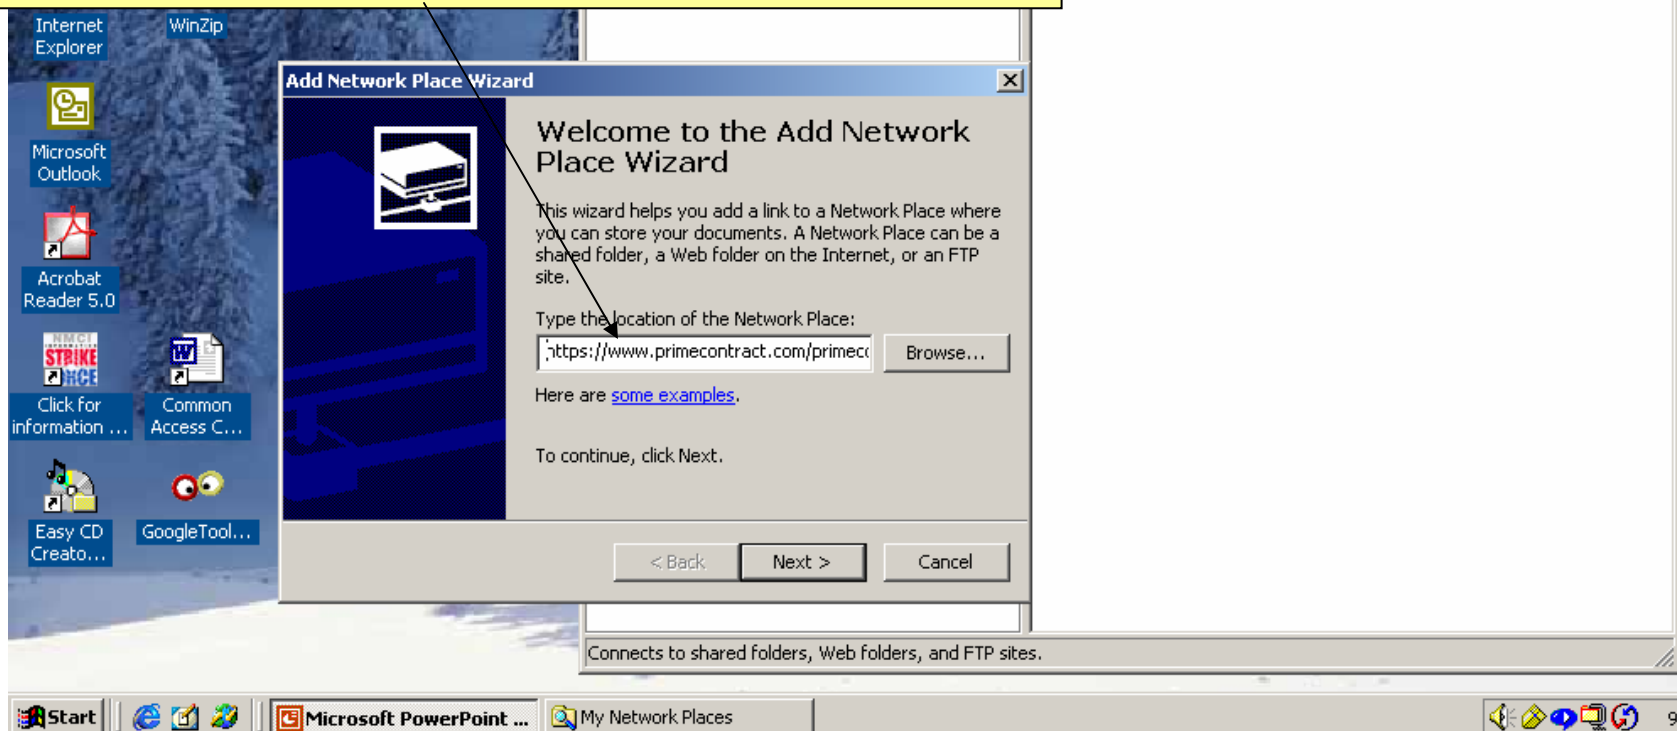 Internet
Explorer
WinZip
Microsoft
Outlook
Acrobat
Reader 5.0
NMCI
STRIKE
Click for
information ...
Common
Access C...
Easy CD
Creato...
GoogleTool...
Add Network Place Wizard
Welcome to the Add Network
Place Wizard
This wizard helps you add a link to a Network Place where
you can store your documents. A Network Place can be a
shared folder, a Web folder on the Internet, or an FTP
site.
Type the location of the Network Place:
https://www.primecontract.com/primec
Browse...
Here are some examples.
To continue, click Next.
< Back
Next >
Cancel
Connects to shared folders, Web folders, and FTP sites.
Start
Microsoft PowerPoint ...
My Network Places
9